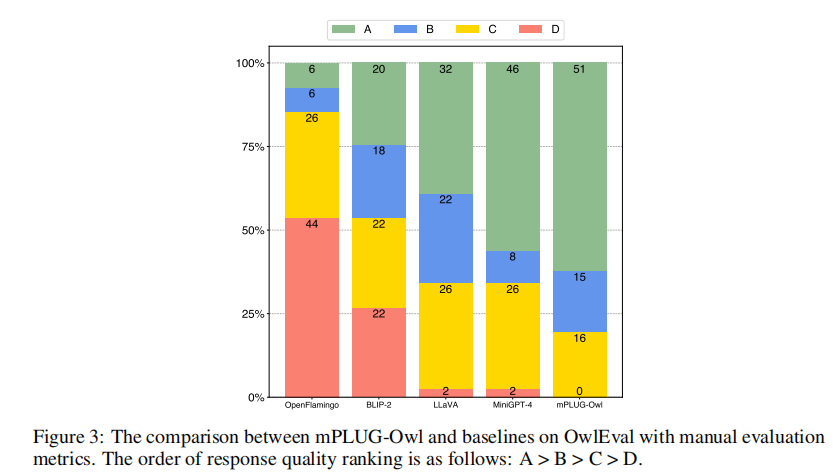 A B C D
100% 6 20 32 46 51
6
26
75%
18
22
50% 44 22
8
15
25% 22 26 26
16
0% 2 2 0
OpenFlamingo BLIP-2 LLaVA MiniGPT-4 mPLUG-Owl
Figure 3: The comparison between mPLUG-Owl and baselines on OwlEval with manual evaluation
metrics. The order of response quality ranking is as follows: A > B > C > D.